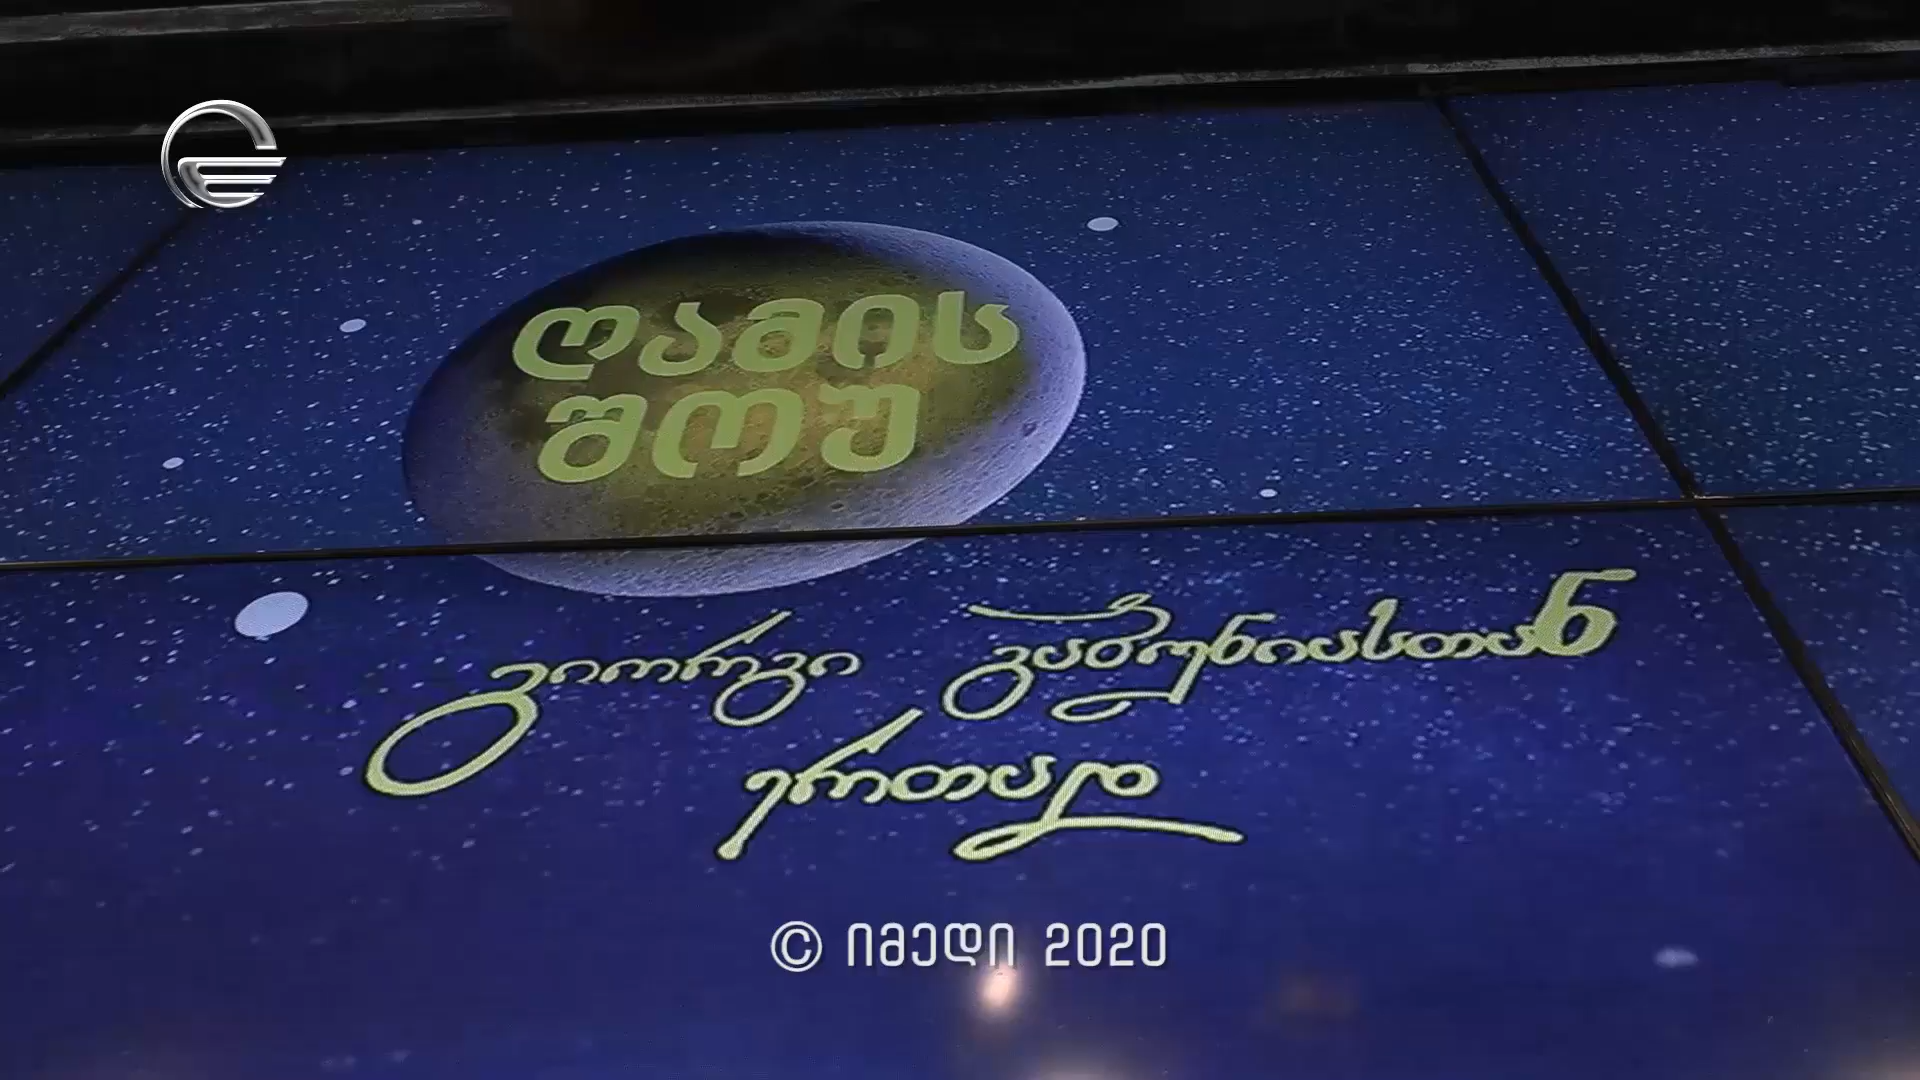 ღამის
შოუ
გიორგი გაბუნიასთან
ერთად
© იმედი 2020